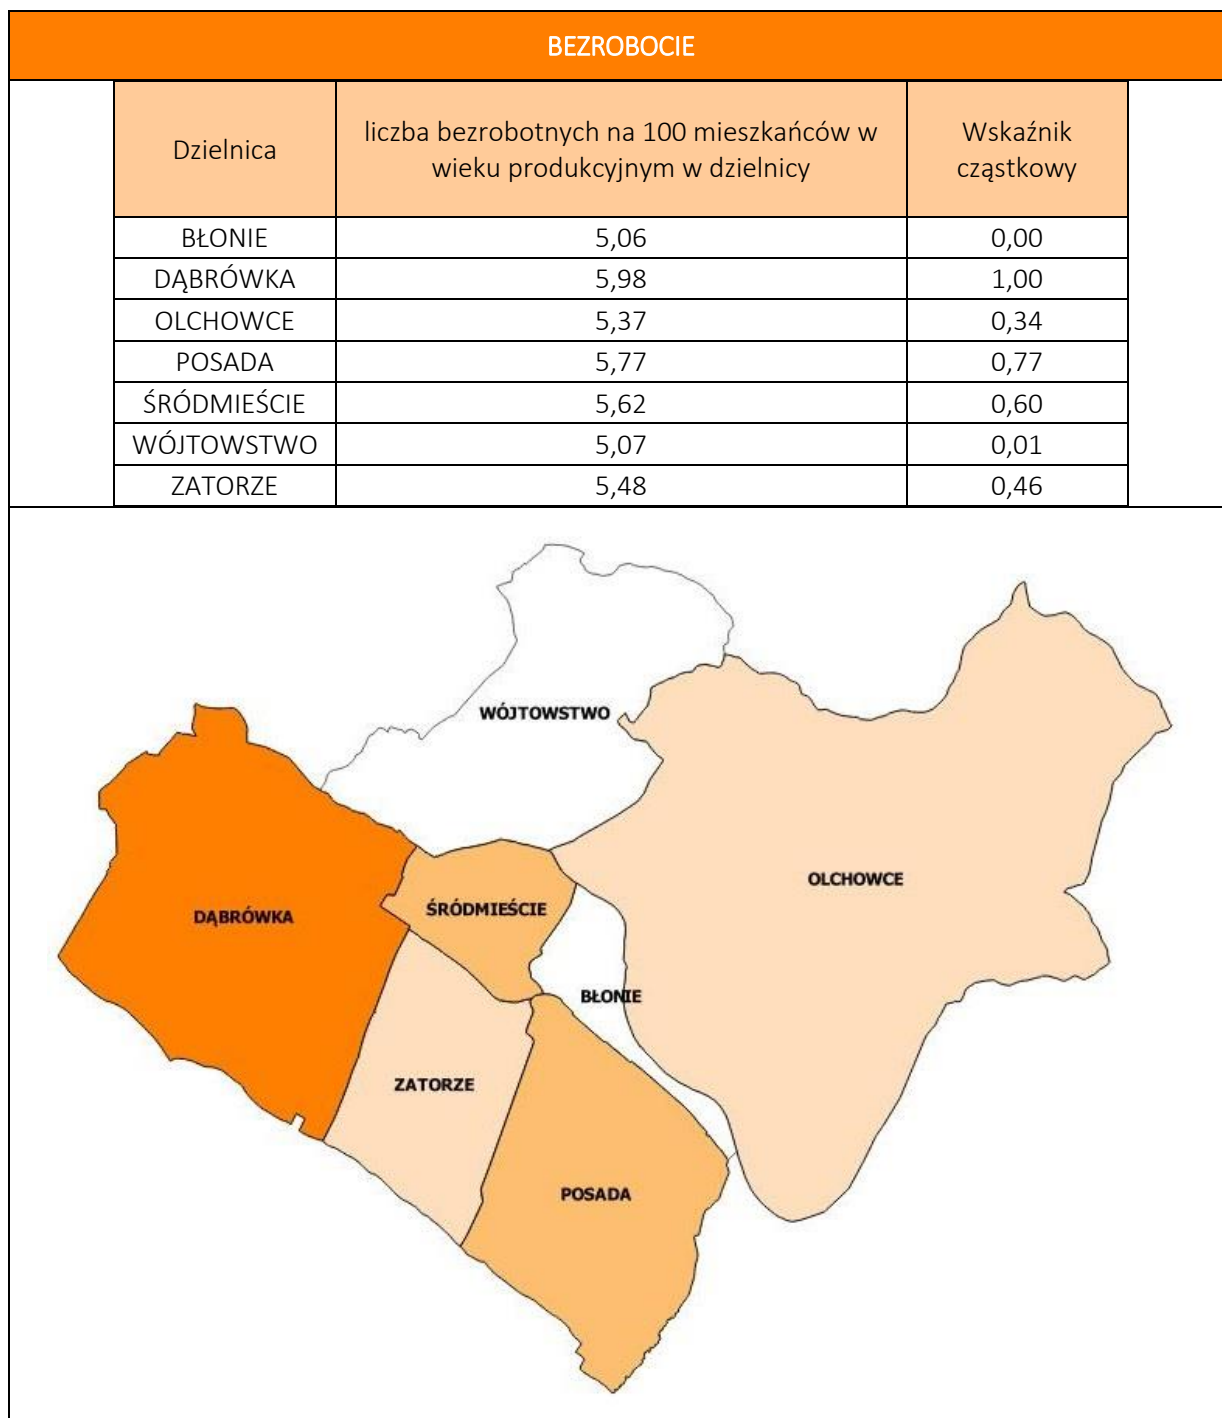 BEZROBOCIE
Dzielnica
liczba bezrobotnych na 100 mieszkańców w
wieku produkcyjnym w dzielnicy
Wskaźnik
cząstkowy
BŁONIE 5,06 0,00
DĄBRÓWKA 5,98 1,00
OLCHOWCE 5,37 0,34
POSADA 5,77 0,77
ŚRÓDMIEŚCIE 5,62 0,60
WÓJTOWSTWO 5,07 0,01
ZATORZE 5,48 0,46
WÓJTOWSTWO
OLCHOWCE
ŚRÓDMIEŚCIE
DĄBRÓWKA
BŁONIE
ZATORZE
POSADA